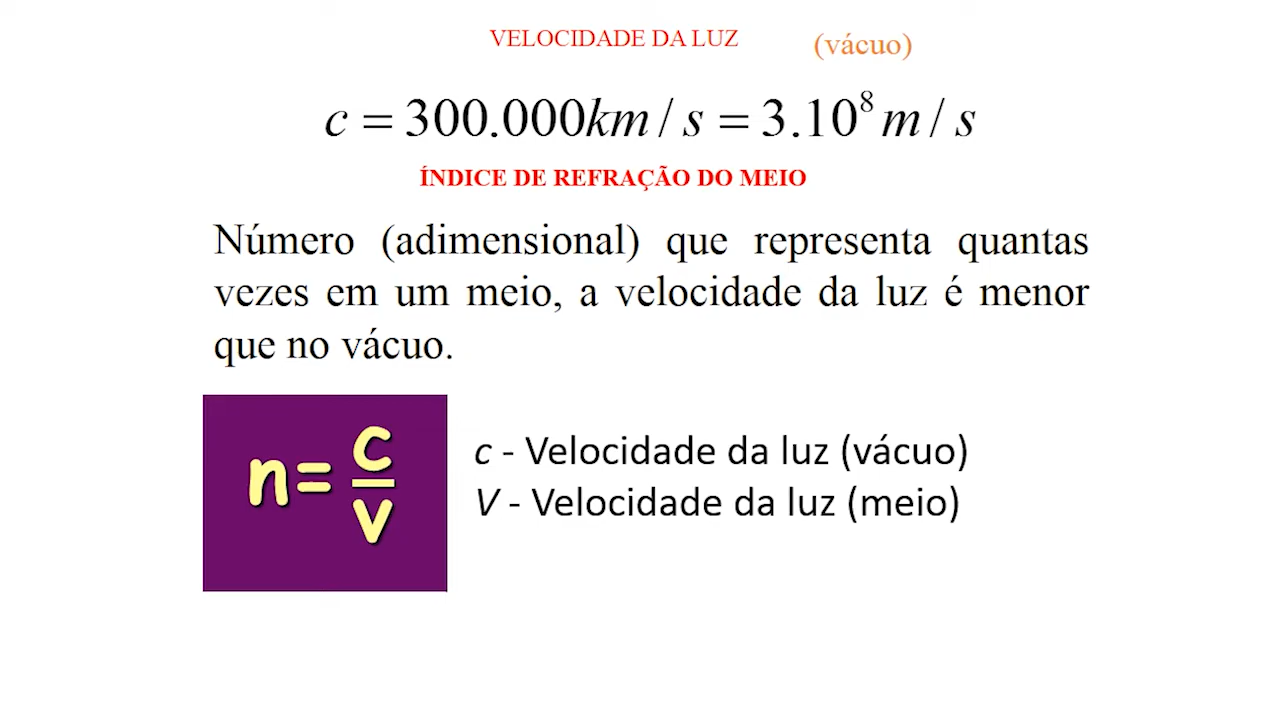 VELOCIDADE DA LUZ (vácuo)
c = 300.000km / s = 3.10⁸ m / s
ÍNDICE DE REFRAÇÃO DO MEIO
Número (adimensional) que representa quantas
vezes em um meio, a velocidade da luz é menor
que no vácuo.
n= c/v
c - Velocidade da luz (vácuo)
V - Velocidade da luz (meio)